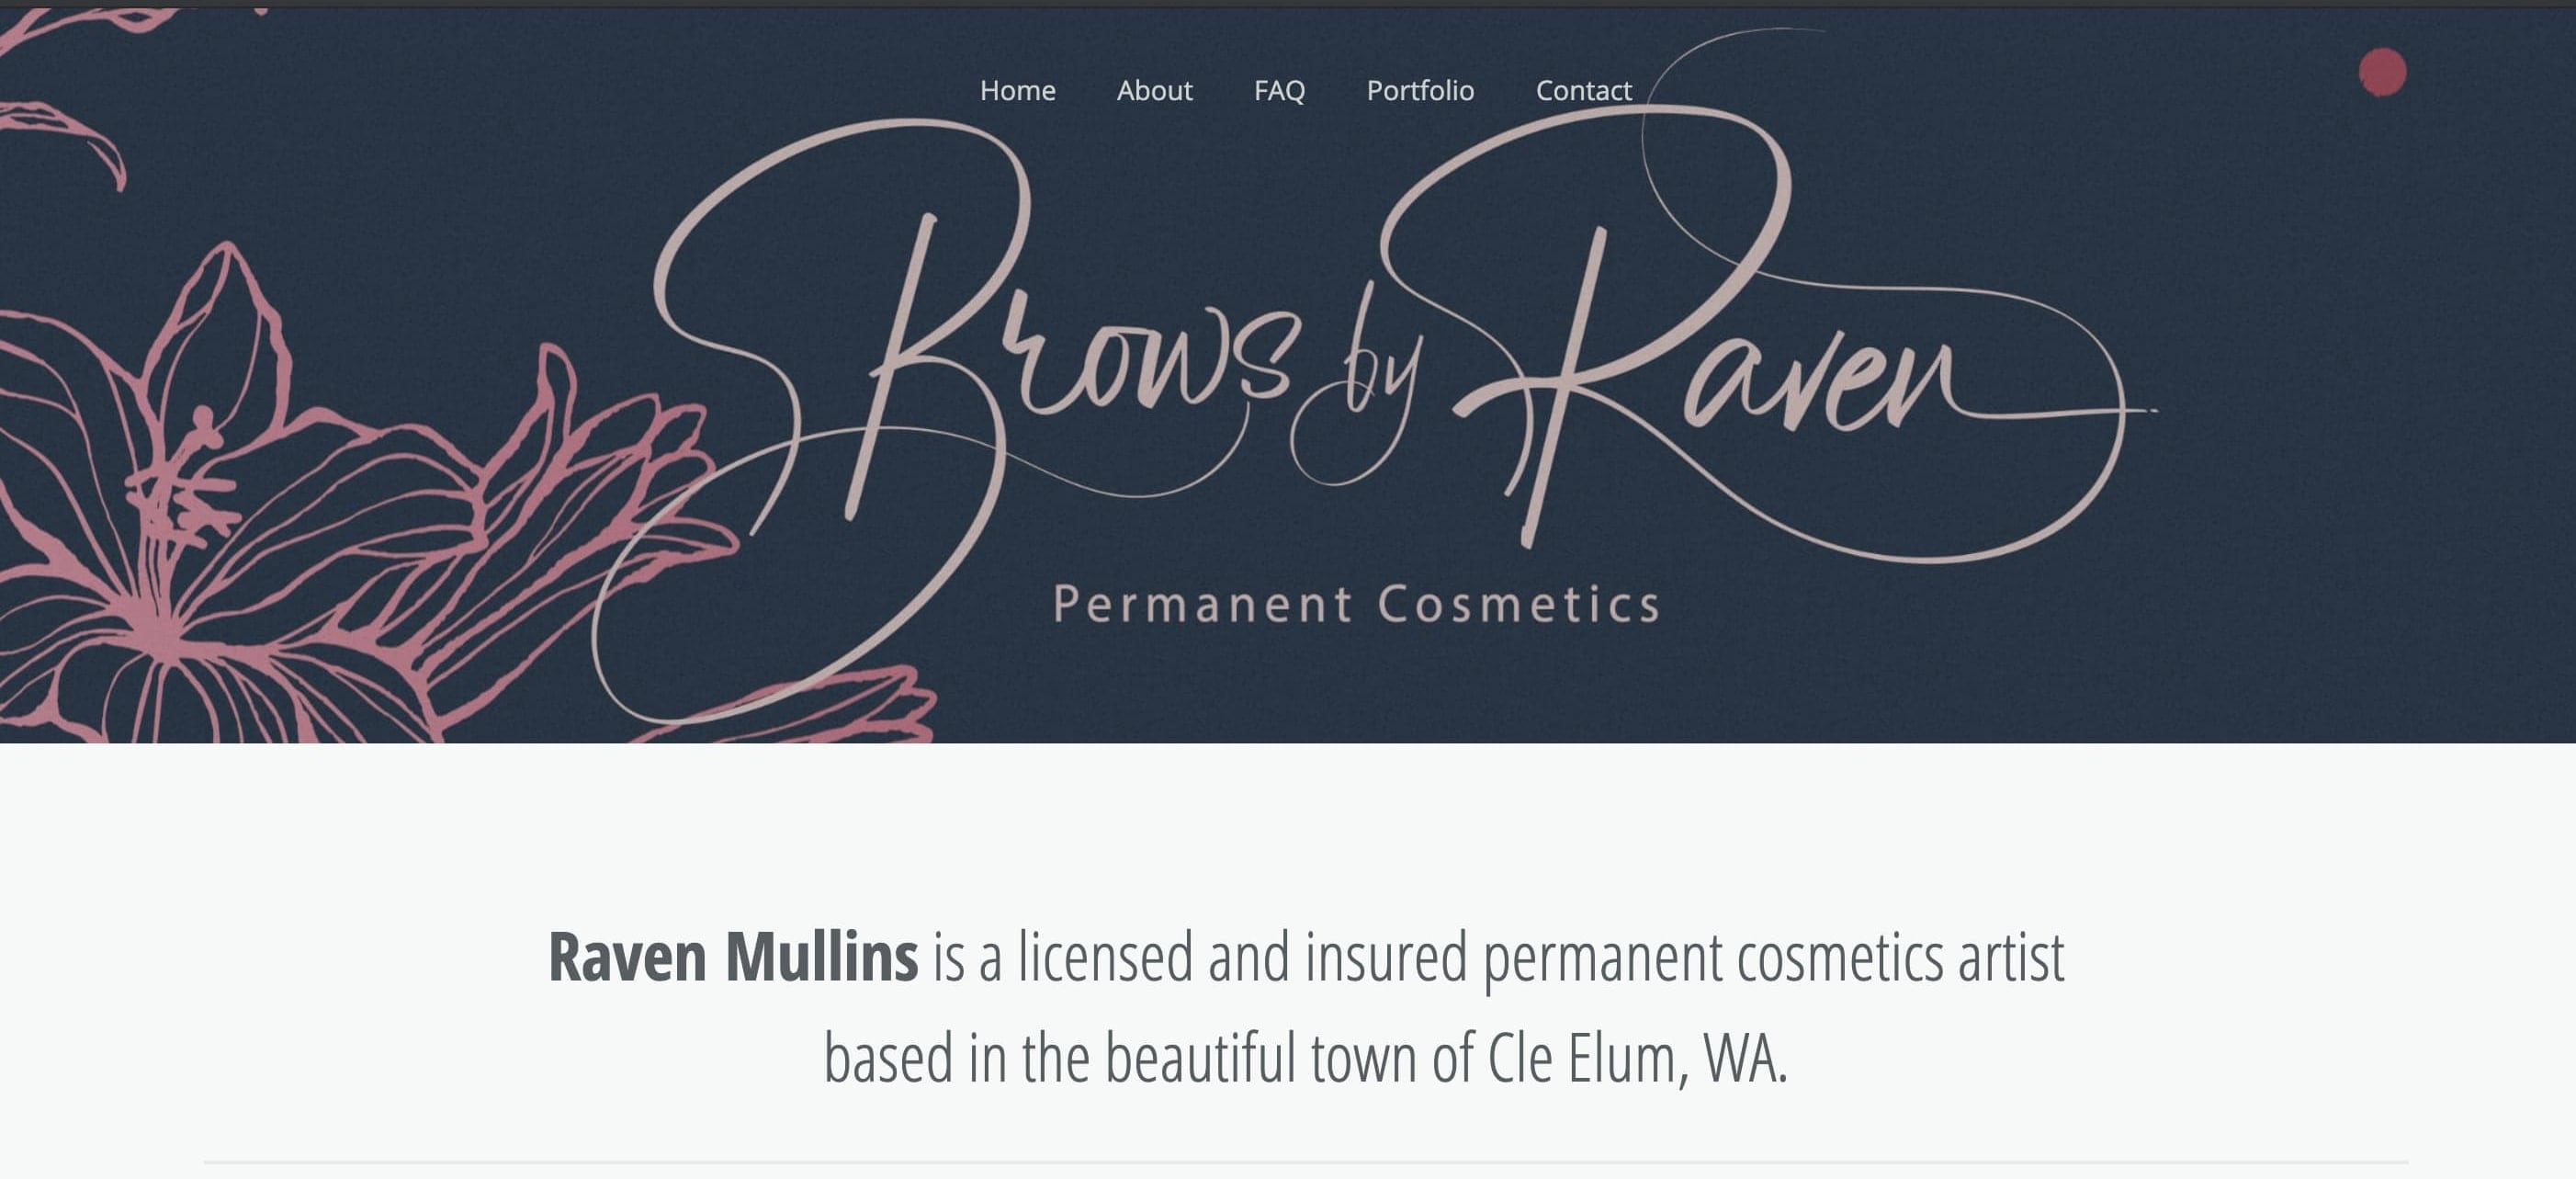 Home About FAQ Portfolio Contact
Brows by Raven
Permanent Cosmetics
Raven Mullins is a licensed and insured permanent cosmetics artist
based in the beautiful town of Cle Elum, WA.